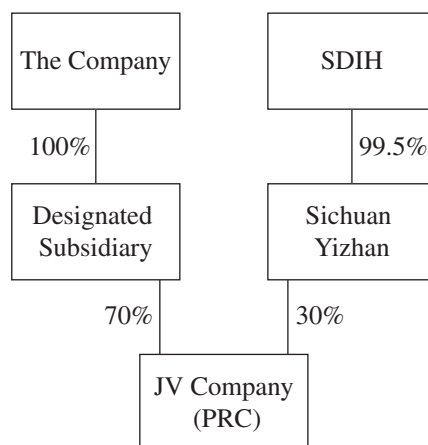 The Company
SDIH
100%
99.5%
Designated
Subsidiary
Sichuan
Yizhan
70%
30%
JV Company
(PRC)